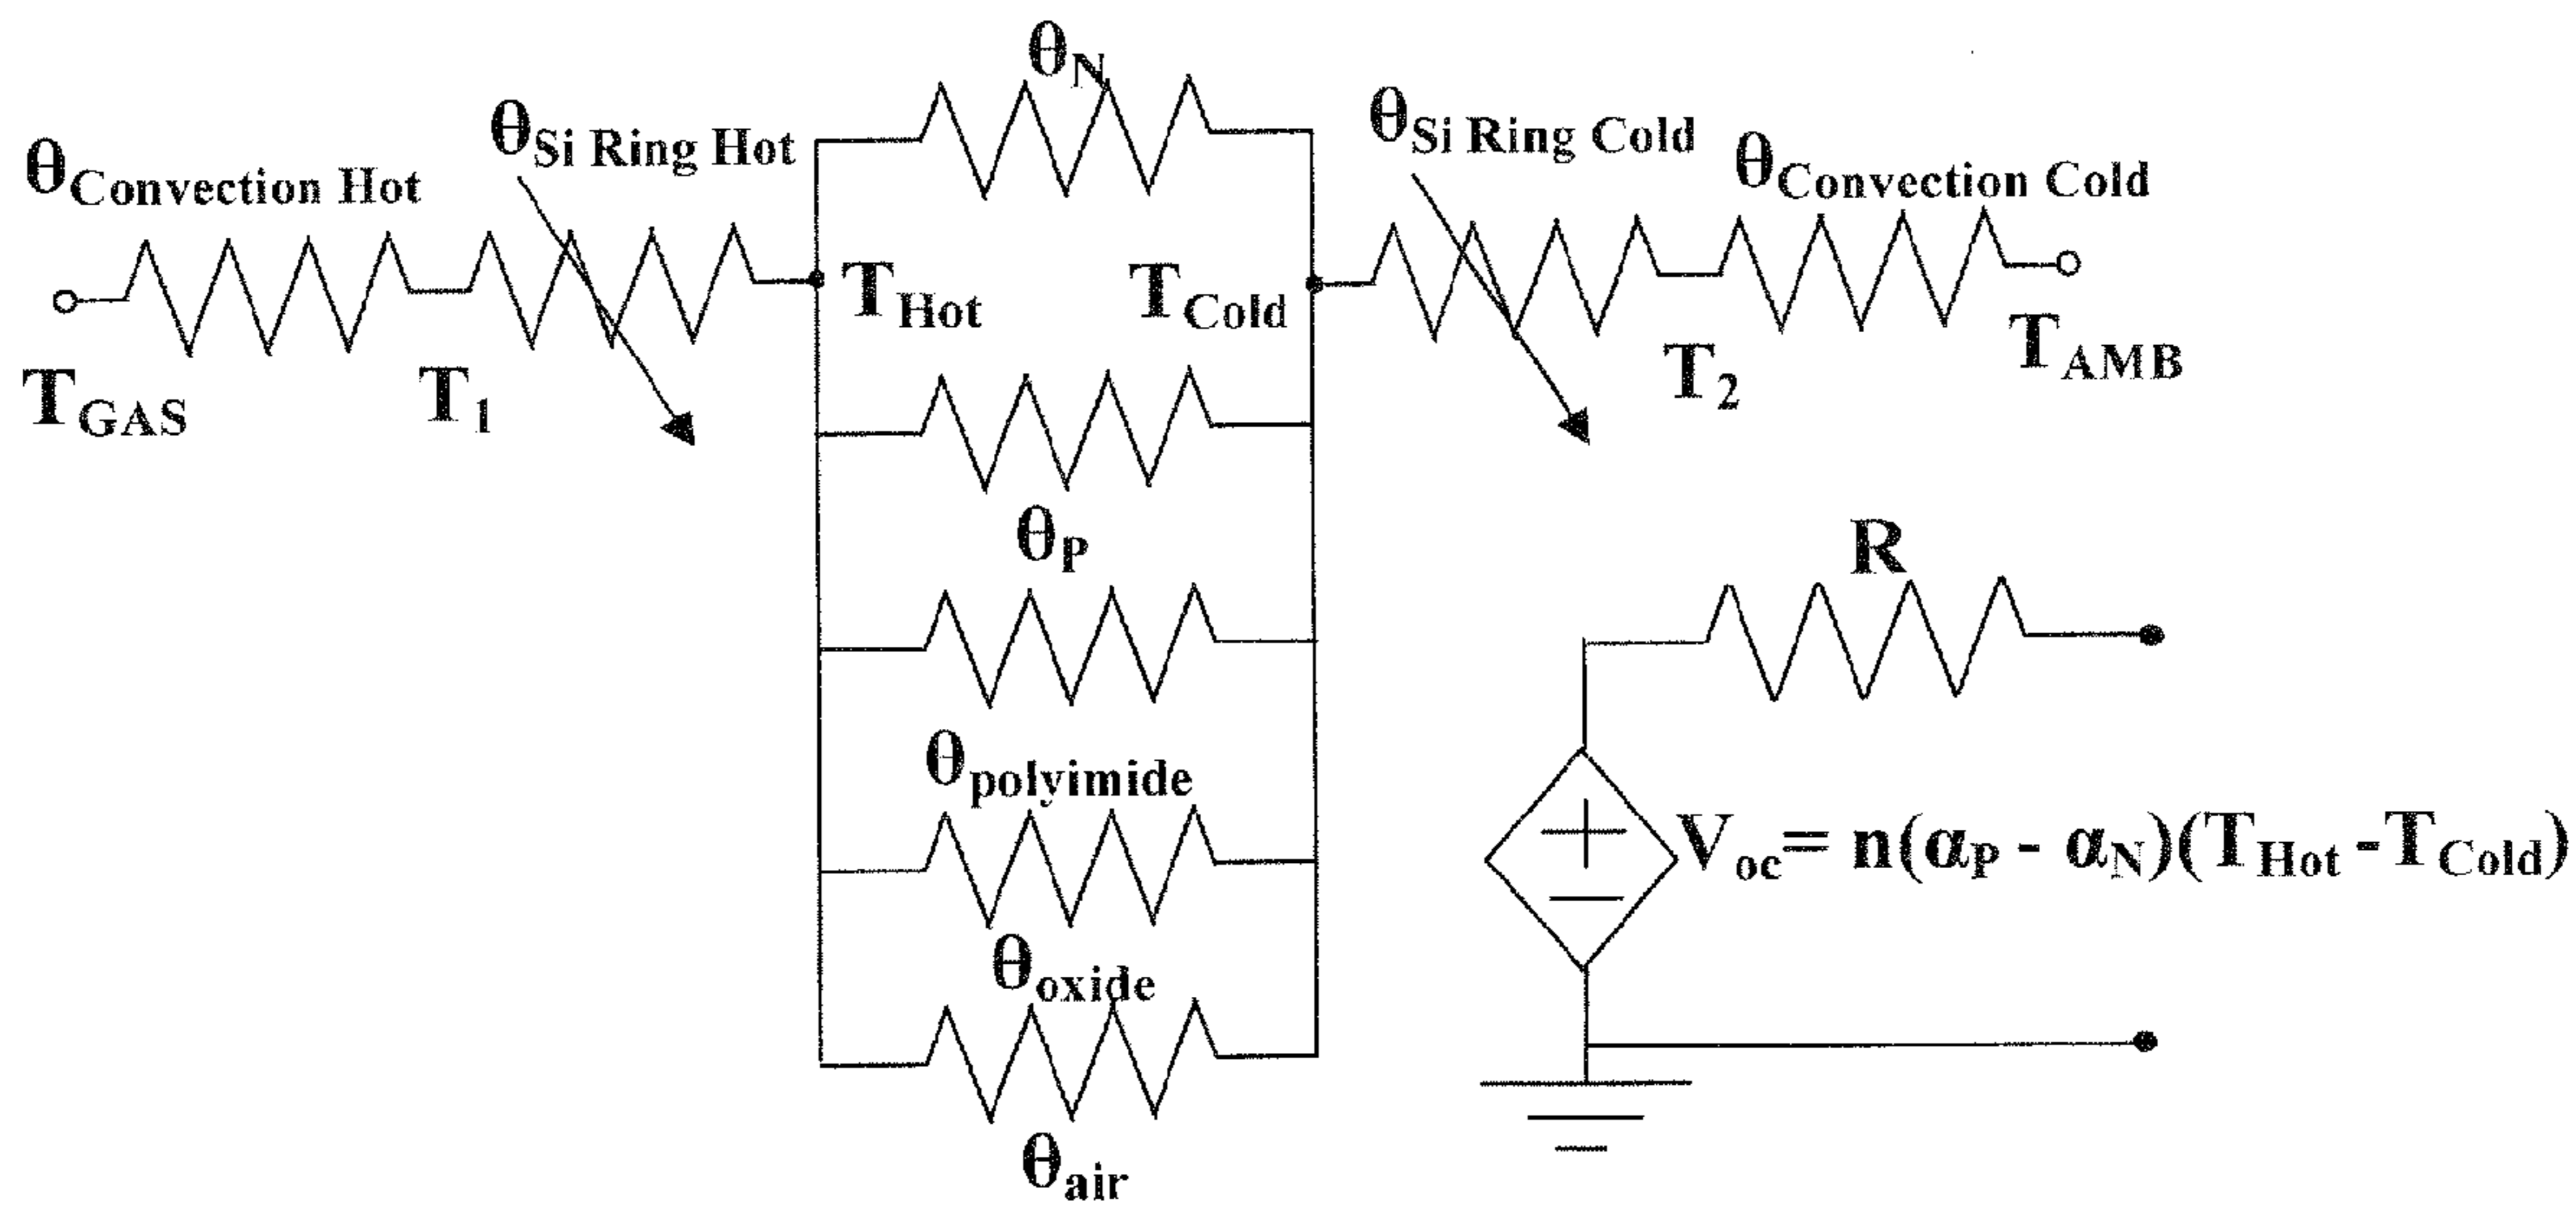 θN
θSi Ring Hot
θSi Ring Cold
θConvection Hot
θConvection Cold
THot
TCold
TGAS
T1
T2
TAMB
θP
R
θpolyimide
Voc= n(αP - αN)(THot -TCold)
θoxide
θair